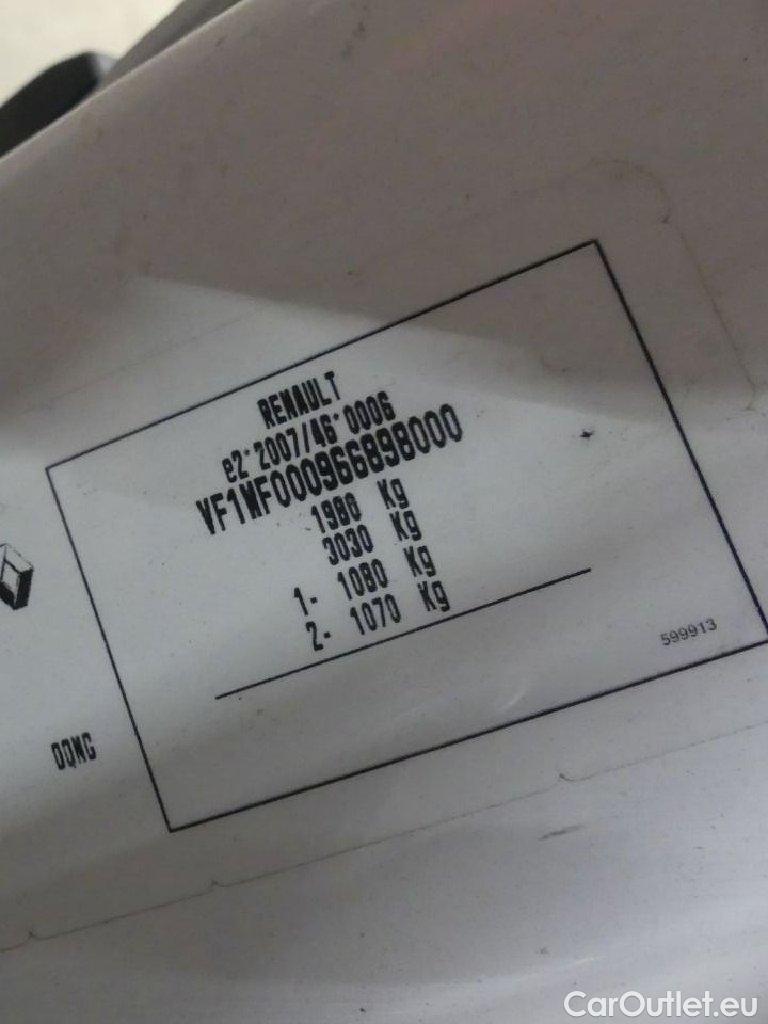 RENAULT
e2*2007/46*0006
VF1WF000966898000
1986 Kg
3030 Kg
1- 1080 Kg
2- 1070 Kg
599913
DQMC
CarOutlet.eu